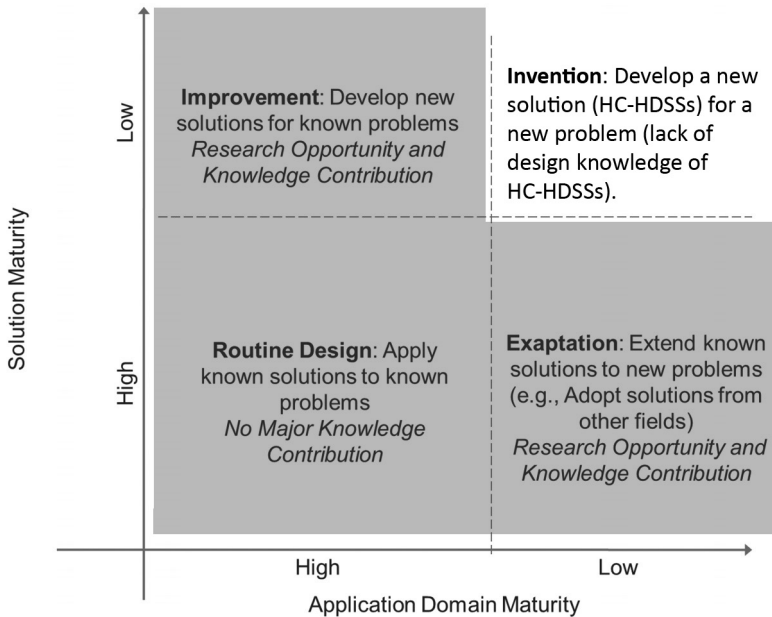 Improvement: Develop new
solutions for known problems
Research Opportunity and
Knowledge Contribution
Invention: Develop a new
solution (HC-HDSSs) for a
new problem (lack of
design knowledge of
HC-HDSSs).
Low
Solution Maturity
High
Routine Design: Apply
known solutions to known
problems
No Major Knowledge
Contribution
Exaptation: Extend known
solutions to new problems
(e.g., Adopt solutions from
other fields)
Research Opportunity and
Knowledge Contribution
High
Low
Application Domain Maturity